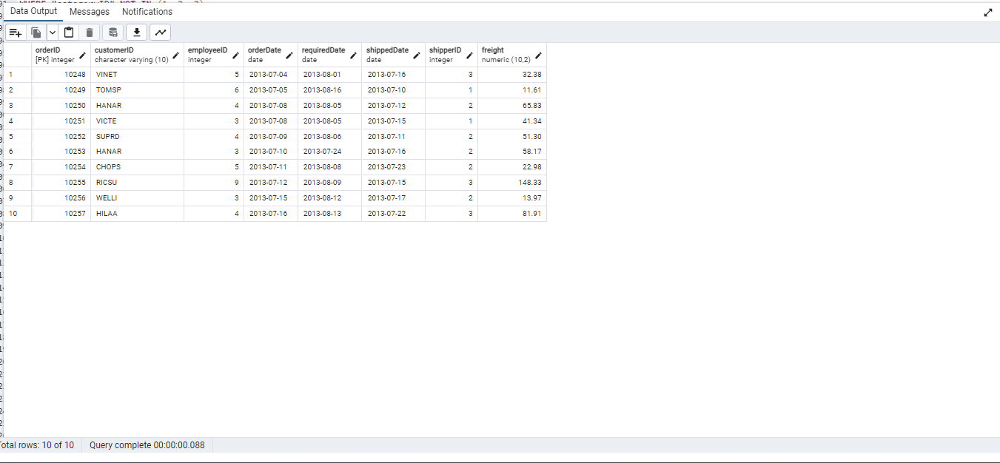 Data Output Messages Notifications
orderID customerID employeeID orderDate requiredDate shippedDate shipperID freight
[PK] integer character varying (10) integer date date date integer numeric (10,2)
1 10248 VINET 5 2013-07-04 2013-08-01 2013-07-16 3 32.38
2 10249 TOMSP 6 2013-07-05 2013-08-16 2013-07-10 1 11.61
3 10250 HANAR 4 2013-07-08 2013-08-05 2013-07-12 2 65.83
4 10251 VICTE 3 2013-07-08 2013-08-05 2013-07-15 1 41.34
5 10252 SUPRD 4 2013-07-09 2013-08-06 2013-07-11 2 51.30
6 10253 HANAR 3 2013-07-10 2013-07-24 2013-07-16 2 58.17
7 10254 CHOPS 5 2013-07-11 2013-08-08 2013-07-23 2 22.98
8 10255 RICSU 9 2013-07-12 2013-08-09 2013-07-15 3 148.33
9 10256 WELLI 3 2013-07-15 2013-08-12 2013-07-17 2 13.97
10 10257 HILAA 4 2013-07-16 2013-08-13 2013-07-22 3 81.91
otal rows: 10 of 10 Query complete 00:00:00.088